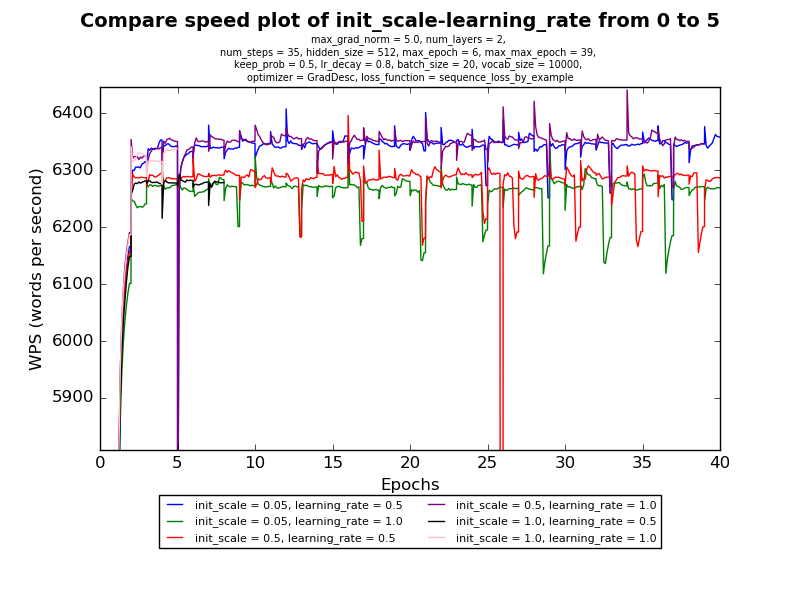 Compare speed plot of init_scale-learning_rate from 0 to 5
max_grad_norm = 5.0, num_layers = 2,
num_steps = 35, hidden_size = 512, max_epoch = 6, max_max_epoch = 39,
keep_prob = 0.5, lr_decay = 0.8, batch_size = 20, vocab_size = 10000,
optimizer = GradDesc, loss_function = sequence_loss_by_example
6400
6300
6200
6100
6000
5900
WPS (words per second)
0 5 10 15 20 25 30 35 40
Epochs
init_scale = 0.05, learning_rate = 0.5 init_scale = 0.5, learning_rate = 1.0
init_scale = 0.05, learning_rate = 1.0 init_scale = 1.0, learning_rate = 0.5
init_scale = 0.5, learning_rate = 0.5 init_scale = 1.0, learning_rate = 1.0